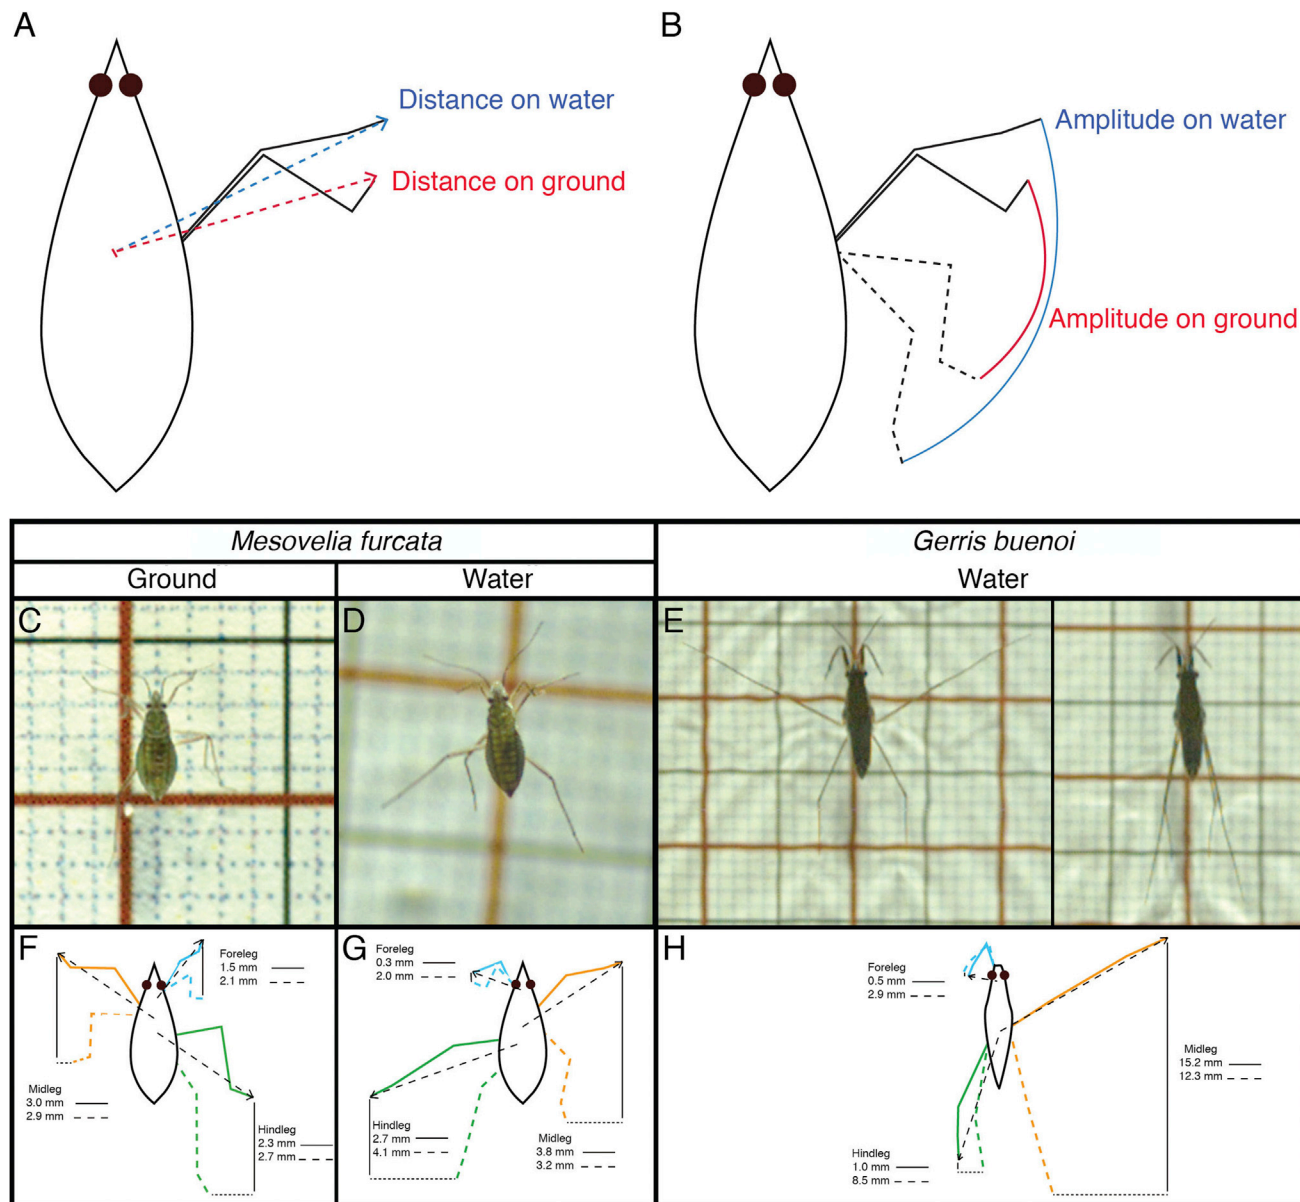 A
B
Distance on water
Distance on ground
Amplitude on water
Amplitude on ground
Mesovelia furcata
Gerris buenoi
Ground
Water
Water
C
D
E
F
Foreleg
1.5 mm
2.1 mm
Midleg
3.0 mm
2.9 mm
Hindleg
2.3 mm
2.7 mm
G
Foreleg
0.3 mm
2.0 mm
Hindleg
2.7 mm
4.1 mm
Midleg
3.8 mm
3.2 mm
H
Foreleg
0.5 mm
2.9 mm
Midleg
15.2 mm
12.3 mm
Hindleg
1.0 mm
8.5 mm